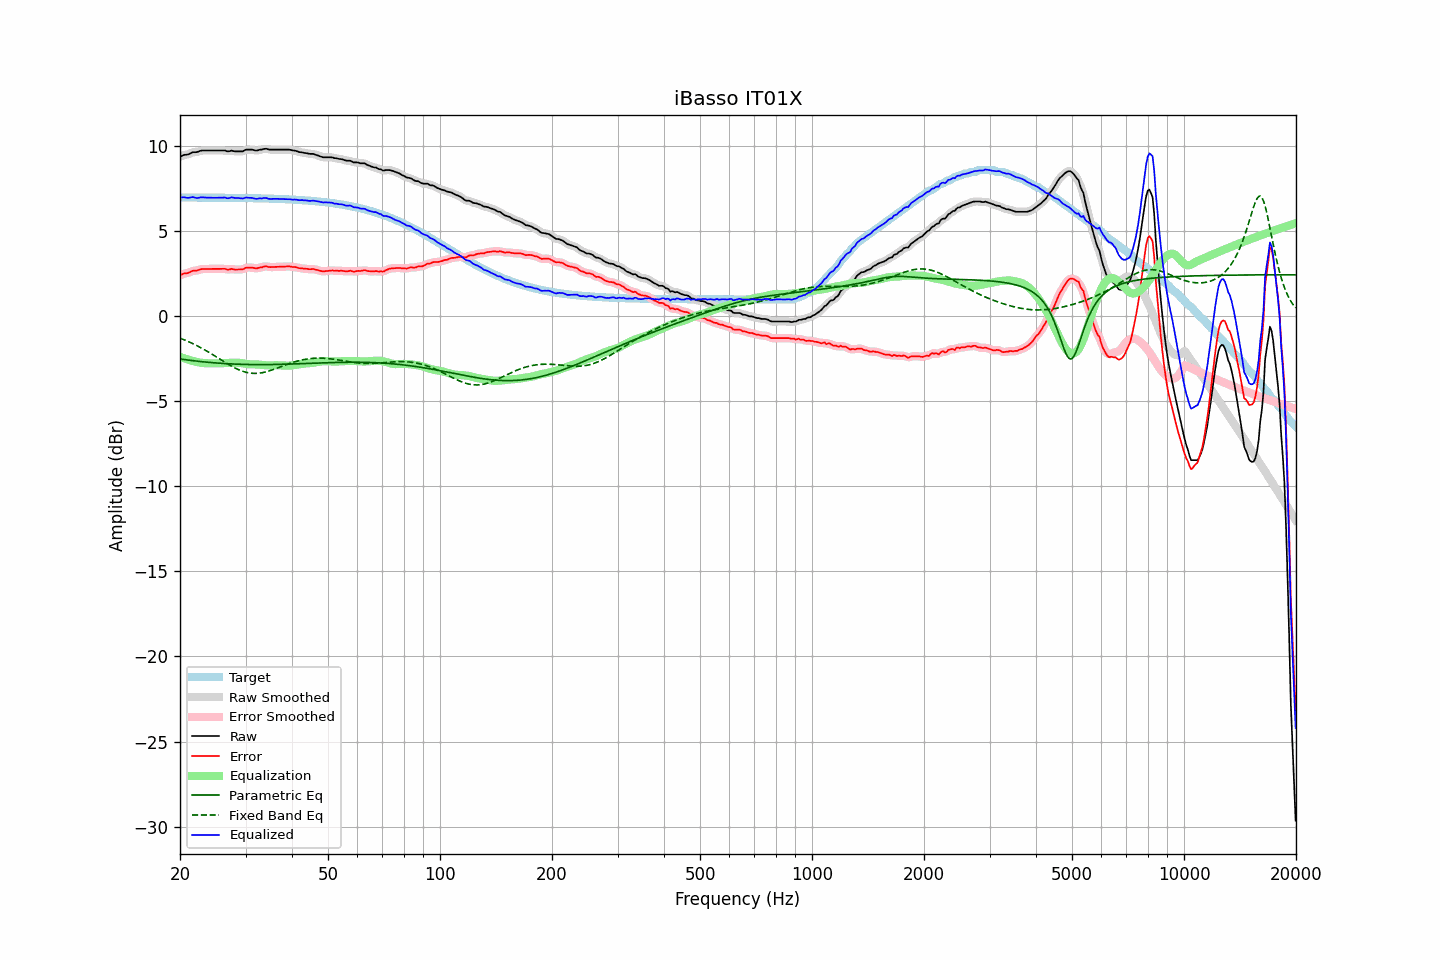 iBasso IT01X
Amplitude (dBr)
10
5
0
−5
−10
−15
−20
−25
−30
Target
Raw Smoothed
Error Smoothed
Raw
Error
Equalization
Parametric Eq
Fixed Band Eq
Equalized
20 50 100 200 500 1000 2000 5000 10000 20000
Frequency (Hz)